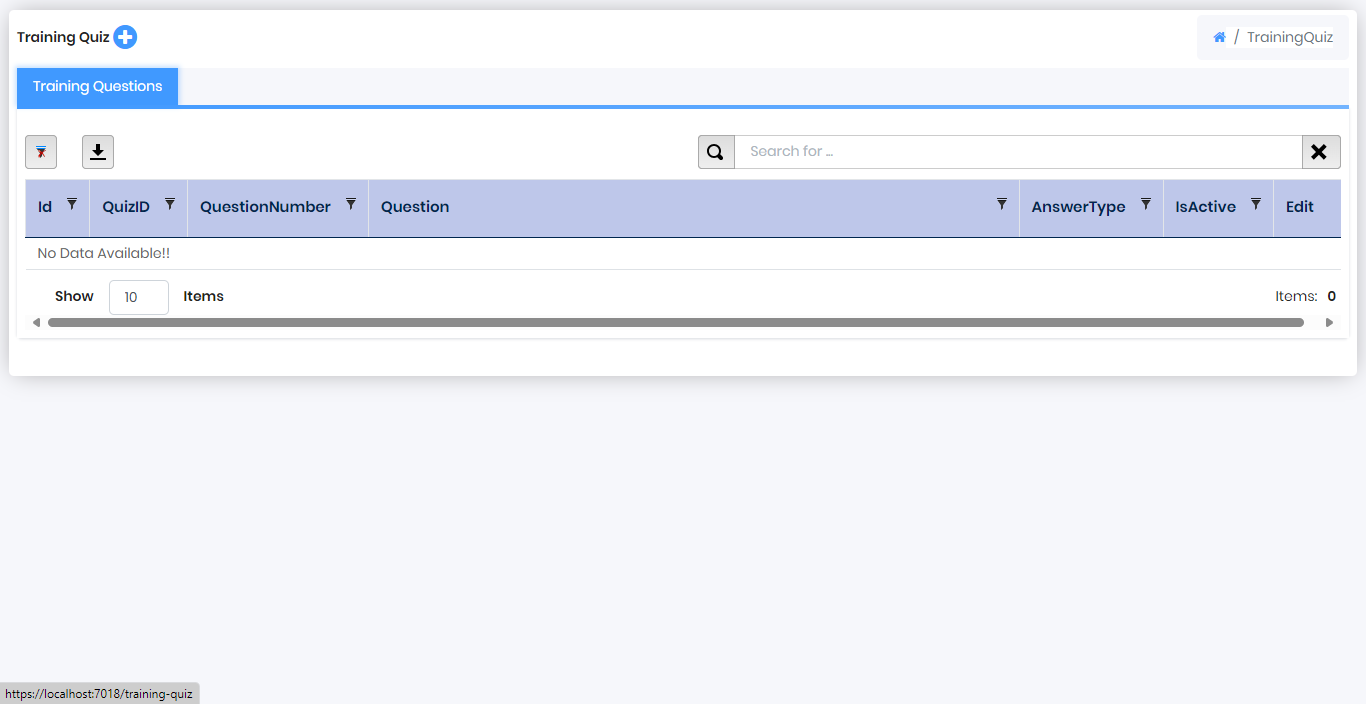 Training Quiz
/ TrainingQuiz
Training Questions
Search for ...
Id QuizID QuestionNumber Question AnswerType IsActive Edit
No Data Available!!
Show 10 Items Items: 0
https://localhost:7018/training-quiz